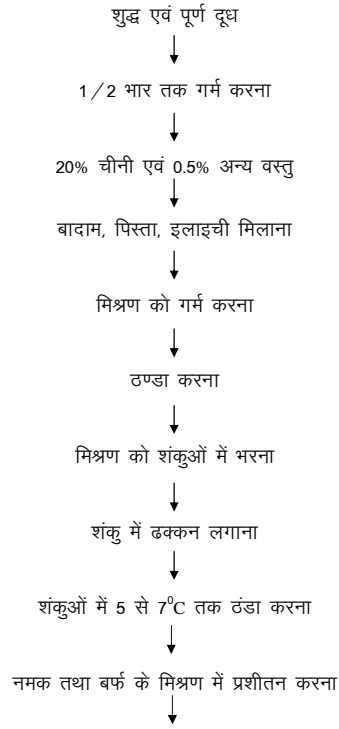 शुद्ध एवं पूर्ण दूध
1/2 भार तक गर्म करना
20% चीनी एवं 0.5% अन्य वस्तु
बादाम, पिस्ता, इलाइची मिलाना
मिश्रण को गर्म करना
ठण्डा करना
मिश्रण को शंकुओं में भरना
शंकु में ढक्कन लगाना
शंकुओं में 5 से 7⁰C तक ठंडा करना
नमक तथा बर्फ के मिश्रण में प्रशीतन करना